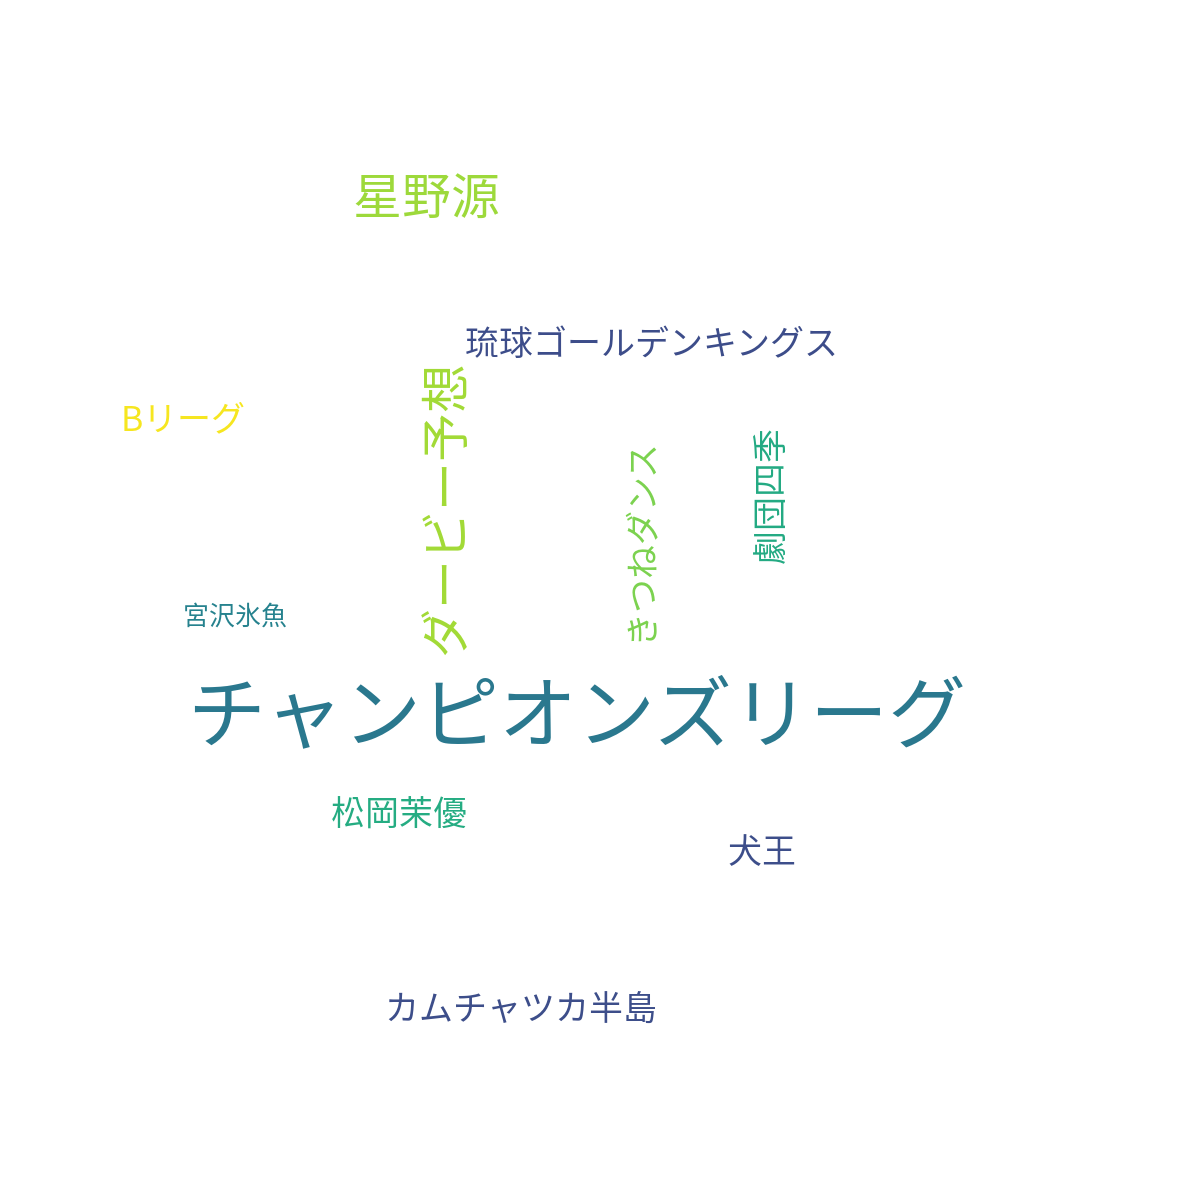 星野源
琉球ゴールデンキングス
ダービー予想
Bリーグ
劇団四季
きつねダンス
宮沢氷魚
チャンピオンズリーグ
松岡茉優
犬王
カムチャツカ半島